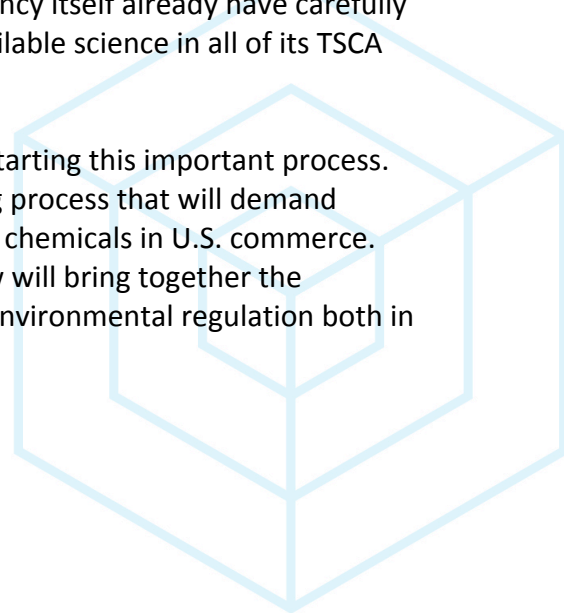 ncy itself already have carefully
ilable science in all of its TSCA
tarting this important process.
g process that will demand
chemicals in U.S. commerce.
will bring together the
nvironmental regulation both in